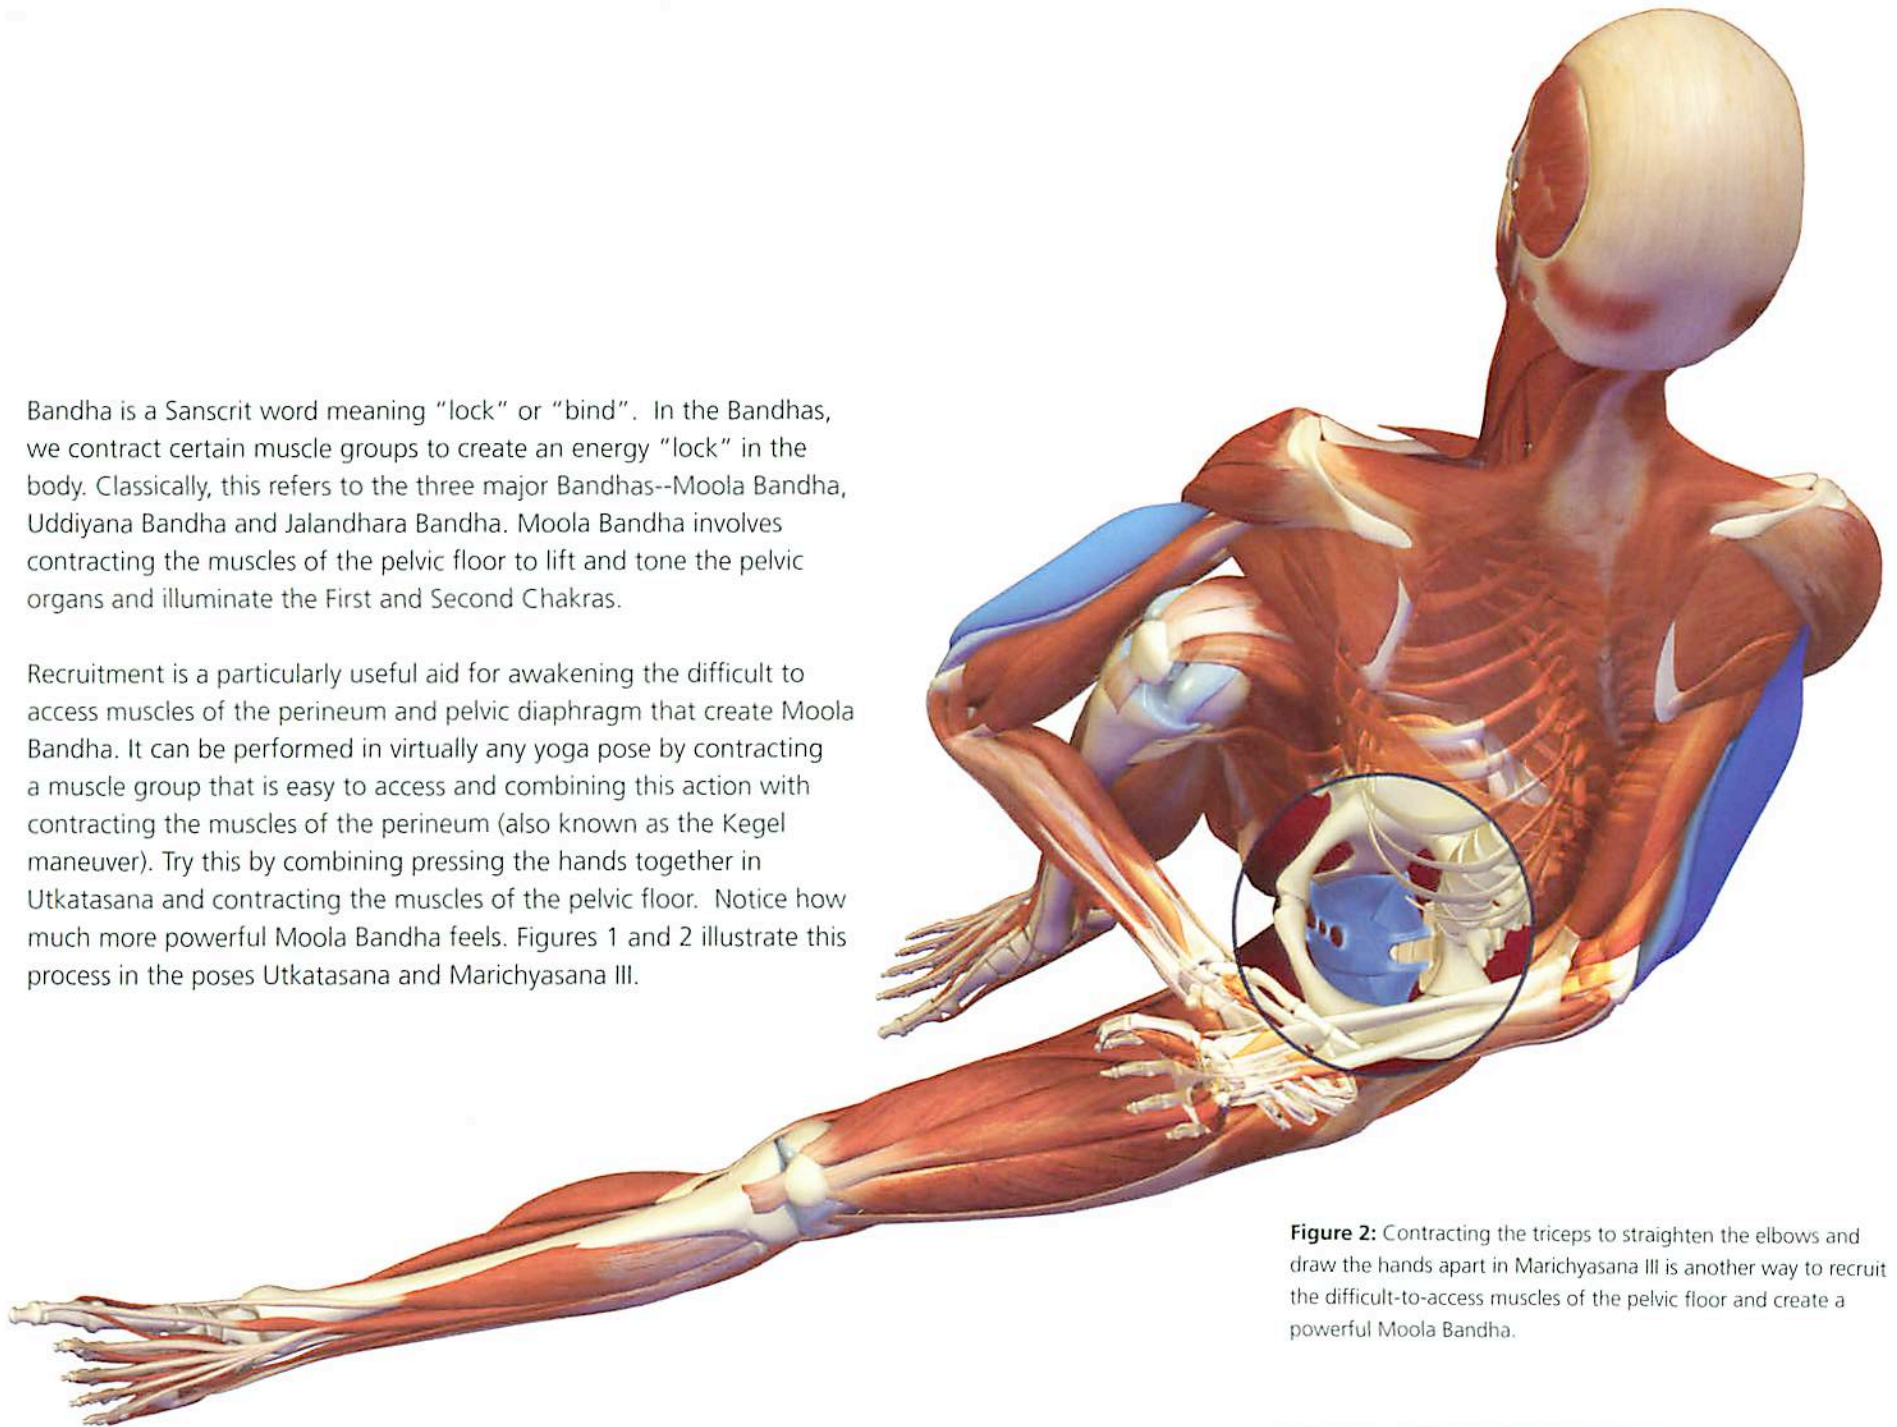 Bandha is a Sanscrit word meaning "lock" or "bind".  In the Bandhas,
we contract certain muscle groups to create an energy "lock" in the
body. Classically, this refers to the three major Bandhas--Moola Bandha,
Uddiyana Bandha and Jalandhara Bandha. Moola Bandha involves
contracting the muscles of the pelvic floor to lift and tone the pelvic
organs and illuminate the First and Second Chakras.

Recruitment is a particularly useful aid for awakening the difficult to
access muscles of the perineum and pelvic diaphragm that create Moola
Bandha. It can be performed in virtually any yoga pose by contracting
a muscle group that is easy to access and combining this action with
contracting the muscles of the perineum (also known as the Kegel
maneuver). Try this by combining pressing the hands together in
Utkatasana and contracting the muscles of the pelvic floor.  Notice how
much more powerful Moola Bandha feels. Figures 1 and 2 illustrate this
process in the poses Utkatasana and Marichyasana III.

Figure 2: Contracting the triceps to straighten the elbows and
draw the hands apart in Marichyasana III is another way to recruit
the difficult-to-access muscles of the pelvic floor and create a
powerful Moola Bandha.